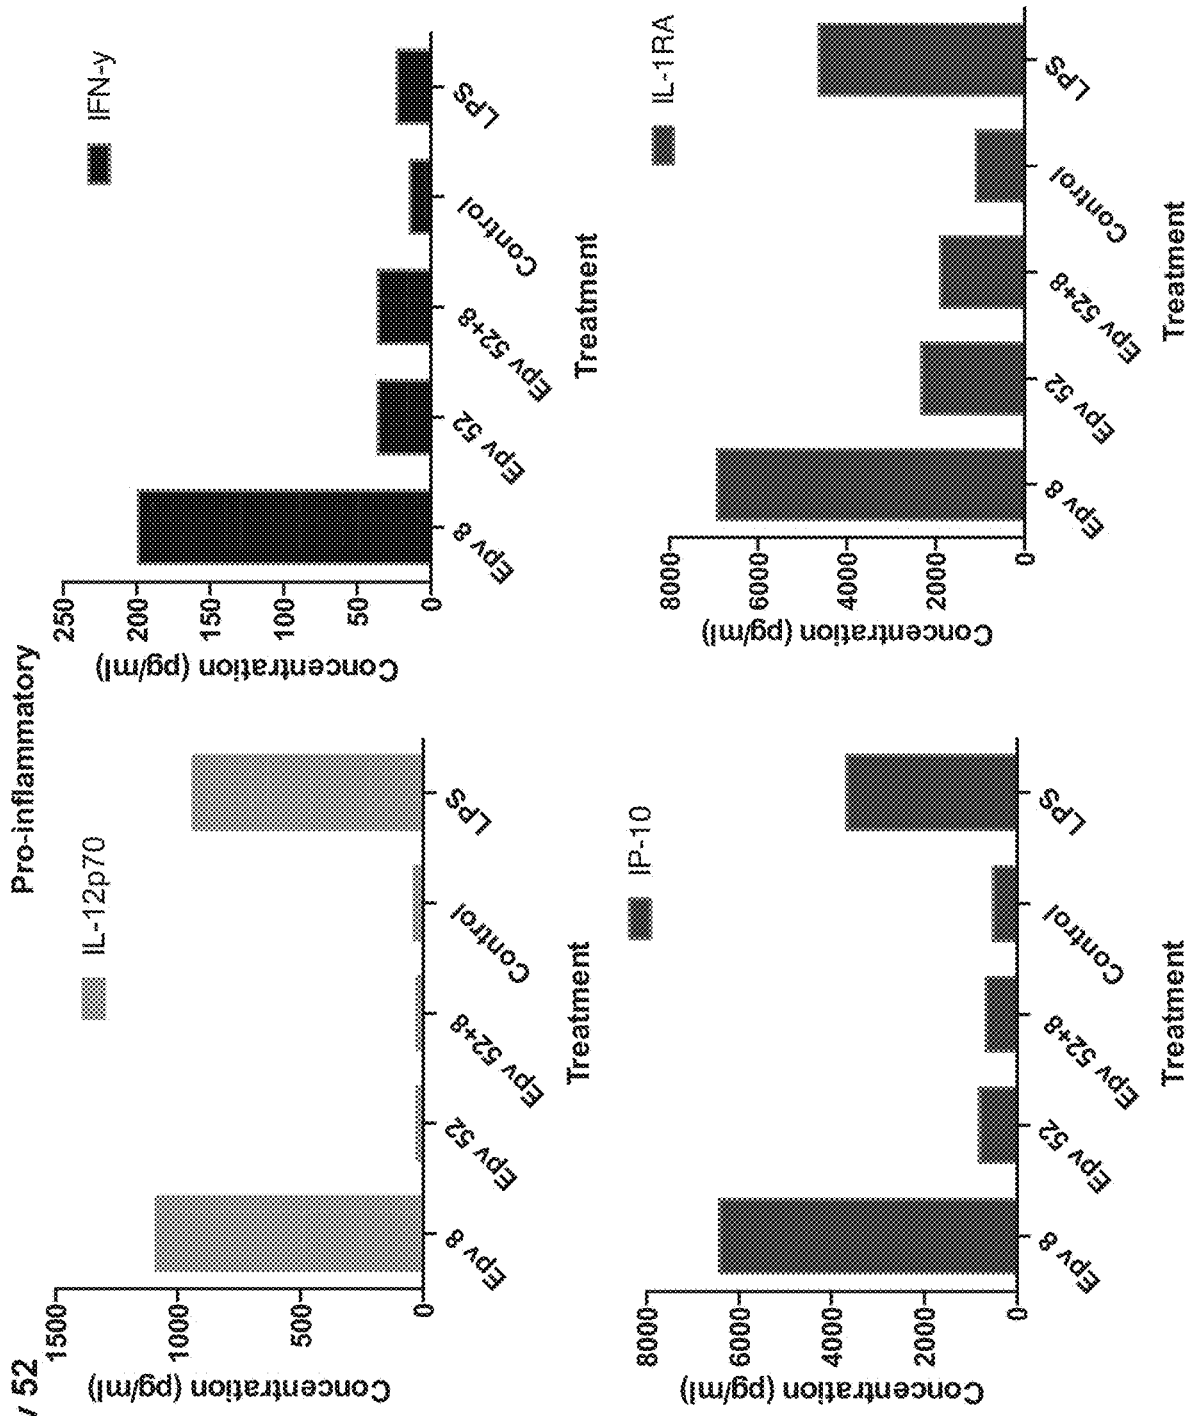 Pro-inflammatory
52
IL-12p70
Concentration (pg/ml)
1500
1000
500
0
Epv 8
Epv 52
Epv 52+8
Control
LPS
Treatment
IFN-y
Concentration (pg/ml)
250
200
150
100
50
0
Epv 8
Epv 52
Epv 52+8
Control
LPS
Treatment
IP-10
Concentration (pg/ml)
8000
6000
4000
2000
0
Epv 8
Epv 52
Epv 52+8
Control
LPS
Treatment
IL-1RA
Concentration (pg/ml)
8000
6000
4000
2000
0
Epv 8
Epv 52
Epv 52+8
Control
LPS
Treatment